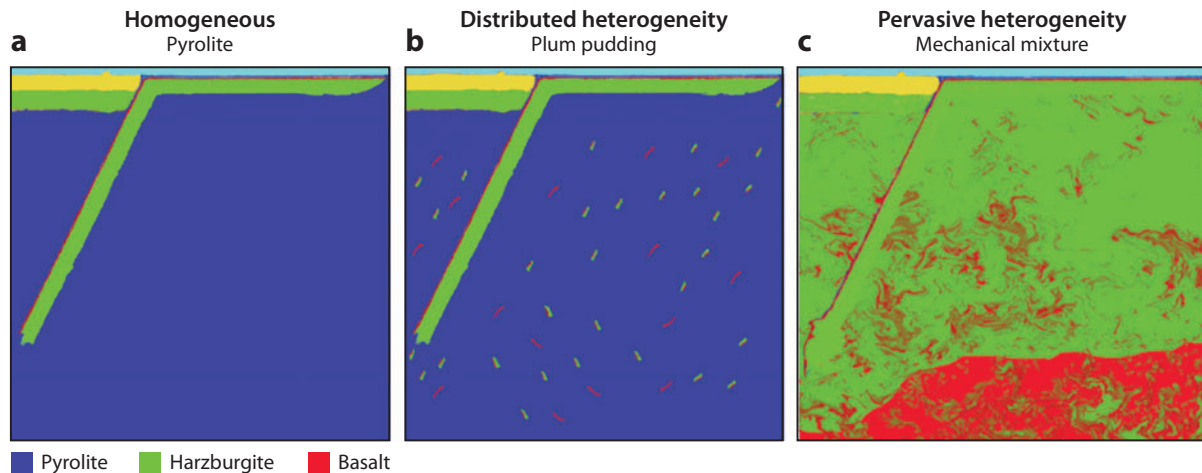 a
Homogeneous
Pyrolite
b
Distributed heterogeneity
Plum pudding
c
Pervasive heterogeneity
Mechanical mixture
Pyrolite
Harzburgite
Basalt